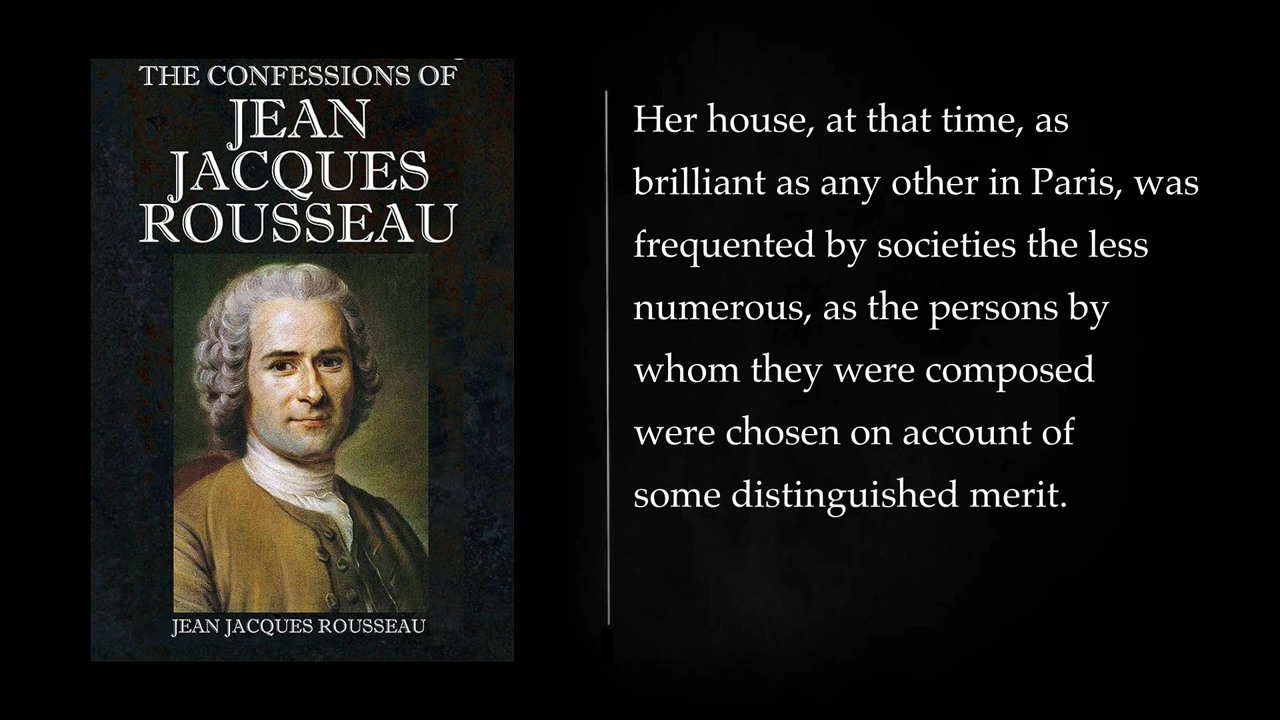 THE CONFESSIONS OF
JEAN
JACQUES
ROUSSEAU
JEAN JACQUES ROUSSEAU
Her house, at that time, as
brilliant as any other in Paris, was
frequented by societies the less
numerous, as the persons by
whom they were composed
were chosen on account of
some distinguished merit.